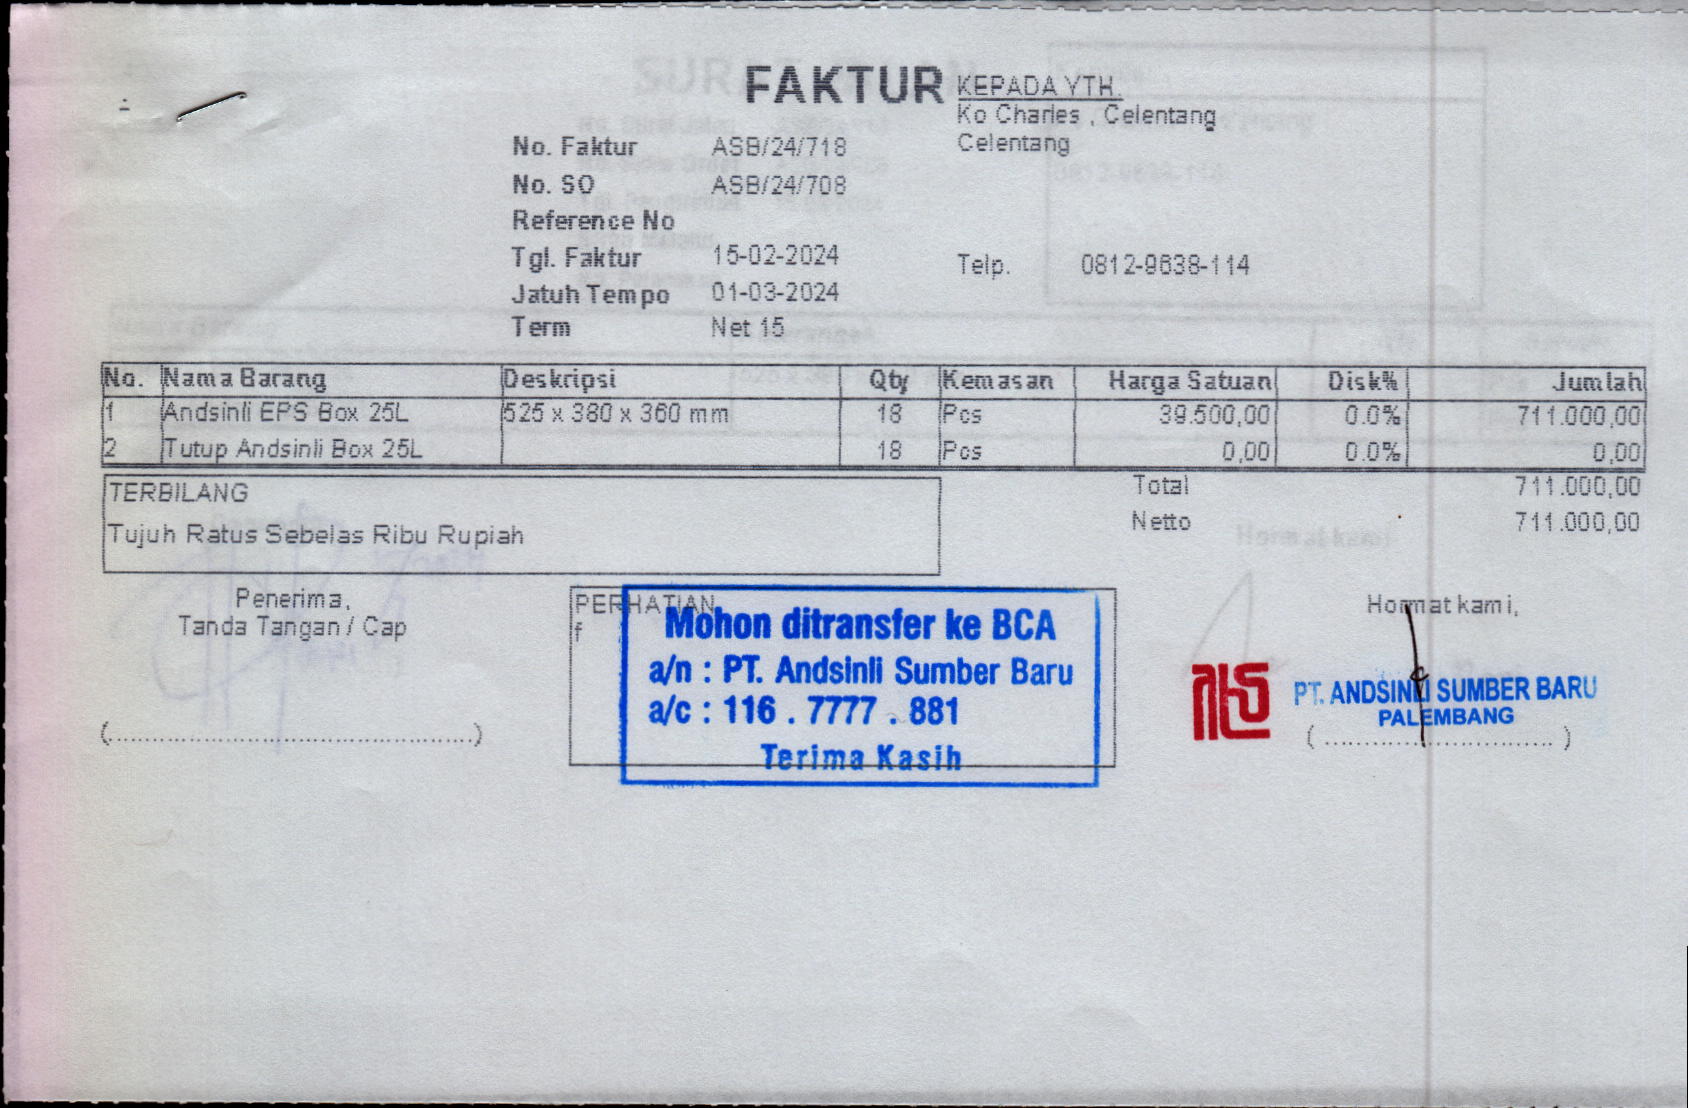 FAKTUR
KEPADA YTH.
Ko Charles , Celentang
Celentang
Telp. 0812-9638-114
No. Faktur ASB/24/718
No. SO ASB/24/708
Reference No
Tgl. Faktur 15-02-2024
Jatuh Tempo 01-03-2024
Term Net 15
No. Nama Barang Deskripsi Qty Kemasan Harga Satuan Disk% Jumlah
1 Andsinli EPS Box 25L 525 x 380 x 360 mm 18 Pcs 39.500,00 0.0% 711.000,00
2 Tutup Andsinli Box 25L 18 Pcs 0,00 0.0% 0,00
Total 711.000,00
Netto 711.000,00
TERBILANG
Tujuh Ratus Sebelas Ribu Rupiah
Penerima,
Tanda Tangan / Cap
(...............................................)
PERHATIAN
f
Mohon ditransfer ke BCA
a/n : PT. Andsinli Sumber Baru
a/c : 116 . 7777 . 881
Terima Kasih
Hormat kami,
PT. ANDSINLI SUMBER BARU
PALEMBANG
( ............................. )